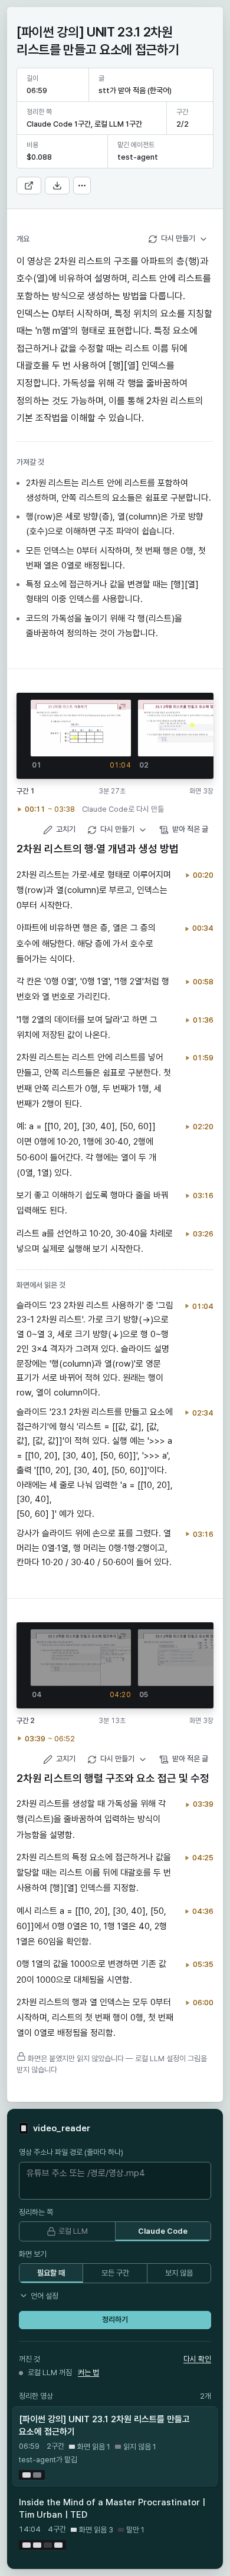 [파이썬 강의] UNIT 23.1 2차원
리스트를 만들고 요소에 접근하기
길이
06:59
글
stt가 받아 적음 (한국어)
정리한 쪽
Claude Code 1구간, 로컬 LLM 1구간
구간
2/2
비용
$0.088
맡긴 에이전트
test-agent
개요
다시 만들기
이 영상은 2차원 리스트의 구조를 아파트의 층(행)과
호수(열)에 비유하여 설명하며, 리스트 안에 리스트를
포함하는 방식으로 생성하는 방법을 다룹니다.
인덱스는 0부터 시작하며, 특정 위치의 요소를 지칭할
때는 'n행 m열'의 형태로 표현합니다. 특정 요소에
접근하거나 값을 수정할 때는 리스트 이름 뒤에
대괄호를 두 번 사용하여 [행][열] 인덱스를
지정합니다. 가독성을 위해 각 행을 줄바꿈하여
정의하는 것도 가능하며, 이를 통해 2차원 리스트의
기본 조작법을 이해할 수 있습니다.
가져갈 것
2차원 리스트는 리스트 안에 리스트를 포함하여
생성하며, 안쪽 리스트의 요소들은 쉼표로 구분합니다.
행(row)은 세로 방향(층), 열(column)은 가로 방향
(호수)으로 이해하면 구조 파악이 쉽습니다.
모든 인덱스는 0부터 시작하며, 첫 번째 행은 0행, 첫
번째 열은 0열로 배정됩니다.
특정 요소에 접근하거나 값을 변경할 때는 [행][열]
형태의 이중 인덱스를 사용합니다.
코드의 가독성을 높이기 위해 각 행(리스트)을
줄바꿈하여 정의하는 것이 가능합니다.
01
01:04
02
구간 1
3분 27초
화면 3장
00:11 ~ 03:38
Claude Code로 다시 만듦
고치기
다시 만들기
받아 적은 글
2차원 리스트의 행·열 개념과 생성 방법
2차원 리스트는 가로·세로 형태로 이루어지며
행(row)과 열(column)로 부르고, 인덱스는
0부터 시작한다.
00:20
아파트에 비유하면 행은 층, 열은 그 층의
호수에 해당한다. 해당 층에 가서 호수로
들어가는 식이다.
00:34
각 칸은 '0행 0열', '0행 1열', '1행 2열'처럼 행
번호와 열 번호로 가리킨다.
00:58
'1행 2열의 데이터를 보여 달라'고 하면 그
위치에 저장된 값이 나온다.
01:36
2차원 리스트는 리스트 안에 리스트를 넣어
만들고, 안쪽 리스트들은 쉼표로 구분한다. 첫
번째 안쪽 리스트가 0행, 두 번째가 1행, 세
번째가 2행이 된다.
01:59
예: a = [[10, 20], [30, 40], [50, 60]]
이면 0행에 10·20, 1행에 30·40, 2행에
50·60이 들어간다. 각 행에는 열이 두 개
(0열, 1열) 있다.
02:20
보기 좋고 이해하기 쉽도록 행마다 줄을 바꿔
입력해도 된다.
03:16
리스트 a를 선언하고 10·20, 30·40을 차례로
넣으며 실제로 실행해 보기 시작한다.
03:26
화면에서 읽은 것
슬라이드 '23 2차원 리스트 사용하기' 중 '그림
23-1 2차원 리스트'. 가로 크기 방향(→)으로
열 0~열 3, 세로 크기 방향(↓)으로 행 0~행
2인 3×4 격자가 그려져 있다. 슬라이드 설명
문장에는 '행(column)과 열(row)'로 영문
표기가 서로 바뀌어 적혀 있다. 원래는 행이
row, 열이 column이다.
01:04
슬라이드 '23.1 2차원 리스트를 만들고 요소에
접근하기'에 형식 '리스트 = [[값, 값], [값,
값], [값, 값]]'이 적혀 있다. 실행 예는 '>>> a
= [[10, 20], [30, 40], [50, 60]]', '>>> a',
출력 '[[10, 20], [30, 40], [50, 60]]'이다.
아래에는 세 줄로 나눠 입력한 'a = [[10, 20],
[30, 40],
[50, 60] ]' 예가 있다.
02:34
강사가 슬라이드 위에 손으로 표를 그렸다. 열
머리는 0열·1열, 행 머리는 0행·1행·2행이고,
칸마다 10·20 / 30·40 / 50·60이 들어 있다.
03:16
04
04:20
05
구간 2
3분 13초
화면 3장
03:39 ~ 06:52
고치기
다시 만들기
받아 적은 글
2차원 리스트의 행렬 구조와 요소 접근 및 수정
2차원 리스트를 생성할 때 가독성을 위해 각
행(리스트)을 줄바꿈하여 입력하는 방식이
가능함을 설명함.
03:39
2차원 리스트의 특정 요소에 접근하거나 값을
할당할 때는 리스트 이름 뒤에 대괄호를 두 번
사용하여 [행][열] 인덱스를 지정함.
04:25
예시 리스트 a = [[10, 20], [30, 40], [50,
60]]에서 0행 0열은 10, 1행 1열은 40, 2행
1열은 60임을 확인함.
04:36
0행 1열의 값을 1000으로 변경하면 기존 값
20이 1000으로 대체됨을 시연함.
05:35
2차원 리스트의 행과 열 인덱스는 모두 0부터
시작하며, 리스트의 첫 번째 행이 0행, 첫 번째
열이 0열로 배정됨을 정리함.
06:00
화면은 붙였지만 읽지 않았습니다 — 로컬 LLM 설정이 그림을
받지 않습니다
video_reader
영상 주소나 파일 경로 (줄마다 하나)
유튜브 주소 또는 /경로/영상.mp4
정리하는 쪽
로컬 LLM
Claude Code
화면 보기
필요할 때
모든 구간
보지 않음
언어 설정
정리하기
꺼진 것
다시 확인
로컬 LLM 꺼짐
켜는 법
정리한 영상
2개
[파이썬 강의] UNIT 23.1 2차원 리스트를 만들고
요소에 접근하기
06:59
2구간
화면 읽음 1
읽지 않음 1
test-agent가 맡김
Inside the Mind of a Master Procrastinator |
Tim Urban | TED
14:04
4구간
화면 읽음 3
말만 1